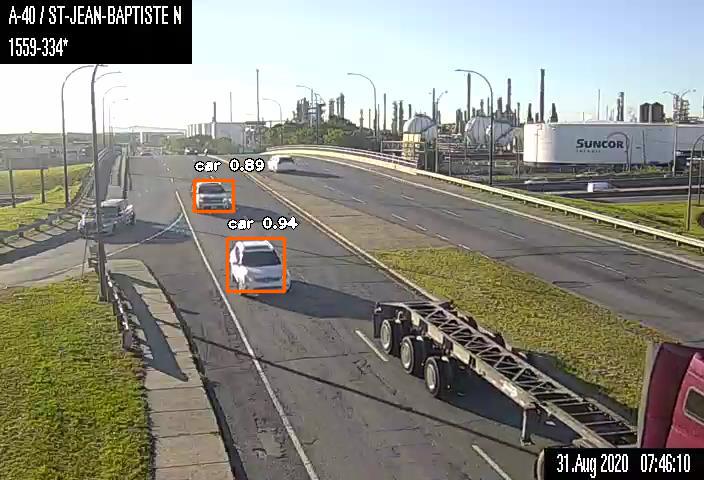 A-40 / ST-JEAN-BAPTISTE N
1559-334*
car 0.89
car 0.94
SUNCOR
31.Aug 2020 07:46:10